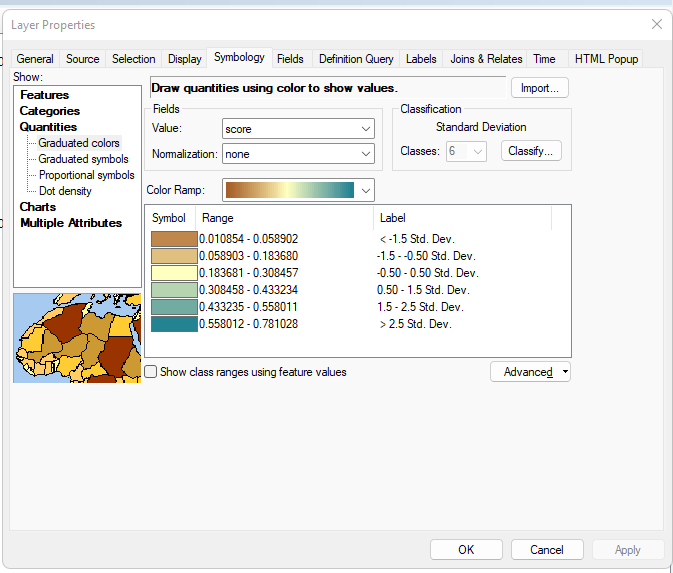 Layer Properties
General Source Selection Display Symbology Fields Definition Query Labels Joins & Relates Time HTML Popup
Show:
Features
Categories
Quantities
Graduated colors
Graduated symbols
Proportional symbols
Dot density
Charts
Multiple Attributes
Draw quantities using color to show values.
Import...
Fields
Value: score
Normalization: none
Classification
Standard Deviation
Classes: 6 Classify...
Color Ramp:
Symbol Range Label
0.010854 - 0.058902 < -1.5 Std. Dev.
0.058903 - 0.183680 -1.5 - -0.50 Std. Dev.
0.183681 - 0.308457 -0.50 - 0.50 Std. Dev.
0.308458 - 0.433234 0.50 - 1.5 Std. Dev.
0.433235 - 0.558011 1.5 - 2.5 Std. Dev.
0.558012 - 0.781028 > 2.5 Std. Dev.
Show class ranges using feature values
Advanced
OK Cancel Apply